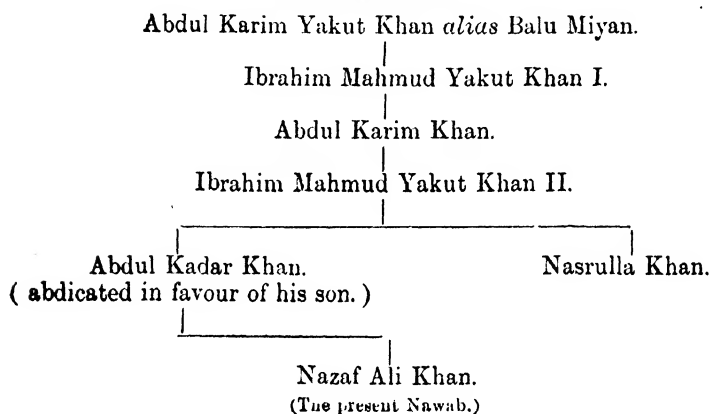 Abdul Karim Yakut Khan alias Balu Miyan.
Ibrahim Mahmud Yakut Khan I.
Abdul Karim Khan.
Ibrahim Mahmud Yakut Khan II.
Abdul Kadar Khan. Nasrulla Khan.
( abdicated in favour of his son. )
Nazaf Ali Khan.
(The present Nawab.)